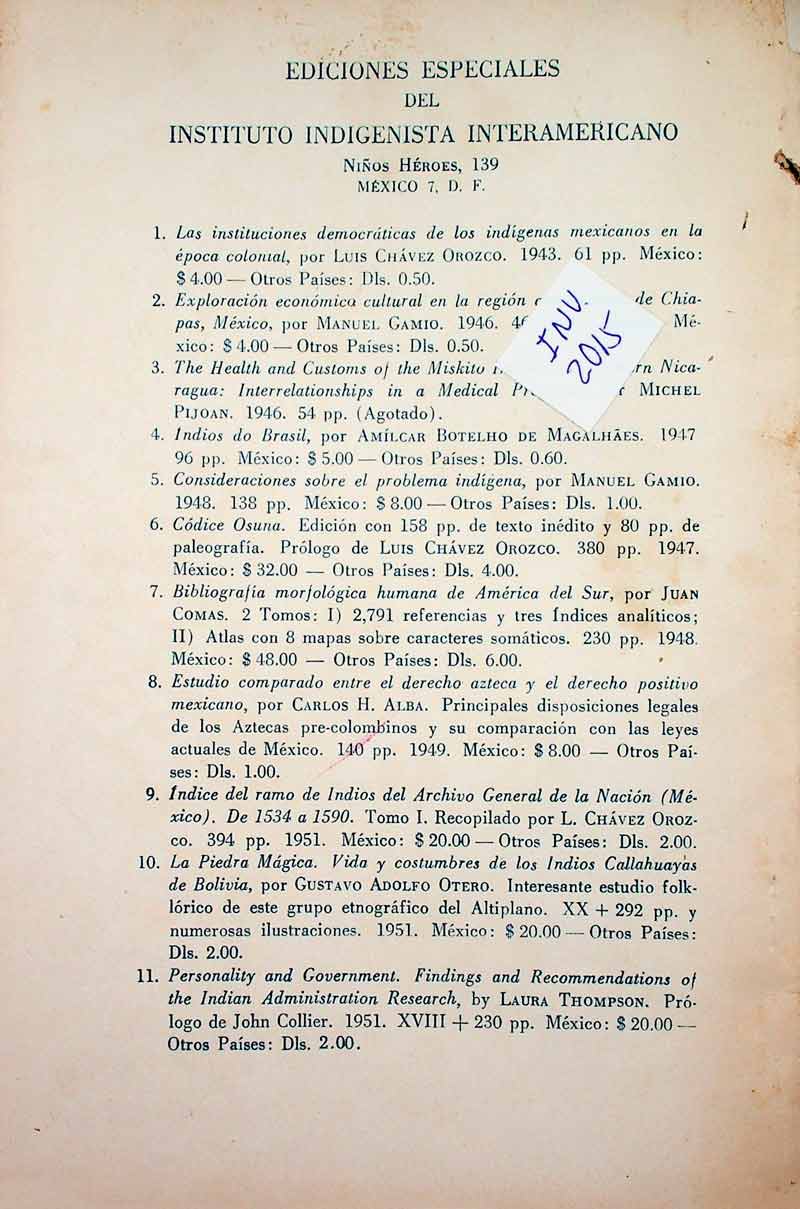 EDICIONES ESPECIALES
DEL
INSTITUTO INDIGENISTA INTERAMERICANO
NIÑOS HÉROES, 139
MÉXICO 7, D. F.
1. Las instituciones democráticas de los indígenas mexicanos en la
época colonial, por LUIS CHÁVEZ OROZCO. 1943. 61 pp. México:
$ 4.00 — Otros Países: Dls. 0.50.
2. Exploración económica cultural en la región de Chia-
pas, México, por MANUEL GAMIO. 1946. Mé-
xico: $ 4.00 — Otros Países: Dls. 0.50.
3. The Health and Customs of the Miskito Nica-
ragua: Interrelationships in a Medical MICHEL
PIJOAN. 1946. 54 pp. (Agotado).
INV.
2015
4. Indios do Brasil, por AMÍLCAR BOTELHO DE MAGALHÃES. 1947
96 pp. México: $ 5.00 — Otros Países: Dls. 0.60.
5. Consideraciones sobre el problema indígena, por MANUEL GAMIO.
1948. 138 pp. México: $ 8.00 — Otros Países: Dls. 1.00.
6. Códice Osuna. Edición con 158 pp. de texto inédito y 80 pp. de
paleografía. Prólogo de LUIS CHÁVEZ OROZCO. 380 pp. 1947.
México: $ 32.00 — Otros Países: Dls. 4.00.
7. Bibliografía morfológica humana de América del Sur, por JUAN
COMAS. 2 Tomos: I) 2,791 referencias y tres Índices analíticos;
II) Atlas con 8 mapas sobre caracteres somáticos. 230 pp. 1948.
México: $ 48.00 — Otros Países: Dls. 6.00.
8. Estudio comparado entre el derecho azteca y el derecho positivo
mexicano, por CARLOS H. ALBA. Principales disposiciones legales
de los Aztecas pre-colombinos y su comparación con las leyes
actuales de México. 140 pp. 1949. México: $ 8.00 — Otros Paí-
ses: Dls. 1.00.
9. Índice del ramo de Indios del Archivo General de la Nación (Mé-
xico). De 1534 a 1590. Tomo I. Recopilado por L. CHÁVEZ OROZ-
CO. 394 pp. 1951. México: $ 20.00 — Otros Países: Dls. 2.00.
10. La Piedra Mágica. Vida y costumbres de los Indios Callahuayas
de Bolivia, por GUSTAVO ADOLFO OTERO. Interesante estudio folk-
lórico de este grupo etnográfico del Altiplano. XX + 292 pp. y
numerosas ilustraciones. 1951. México: $ 20.00 — Otros Países:
Dls. 2.00.
11. Personality and Government. Findings and Recommendations of
the Indian Administration Research, by LAURA THOMPSON. Pró-
logo de John Collier. 1951. XVIII + 230 pp. México: $ 20.00 —
Otros Países: Dls. 2.00.